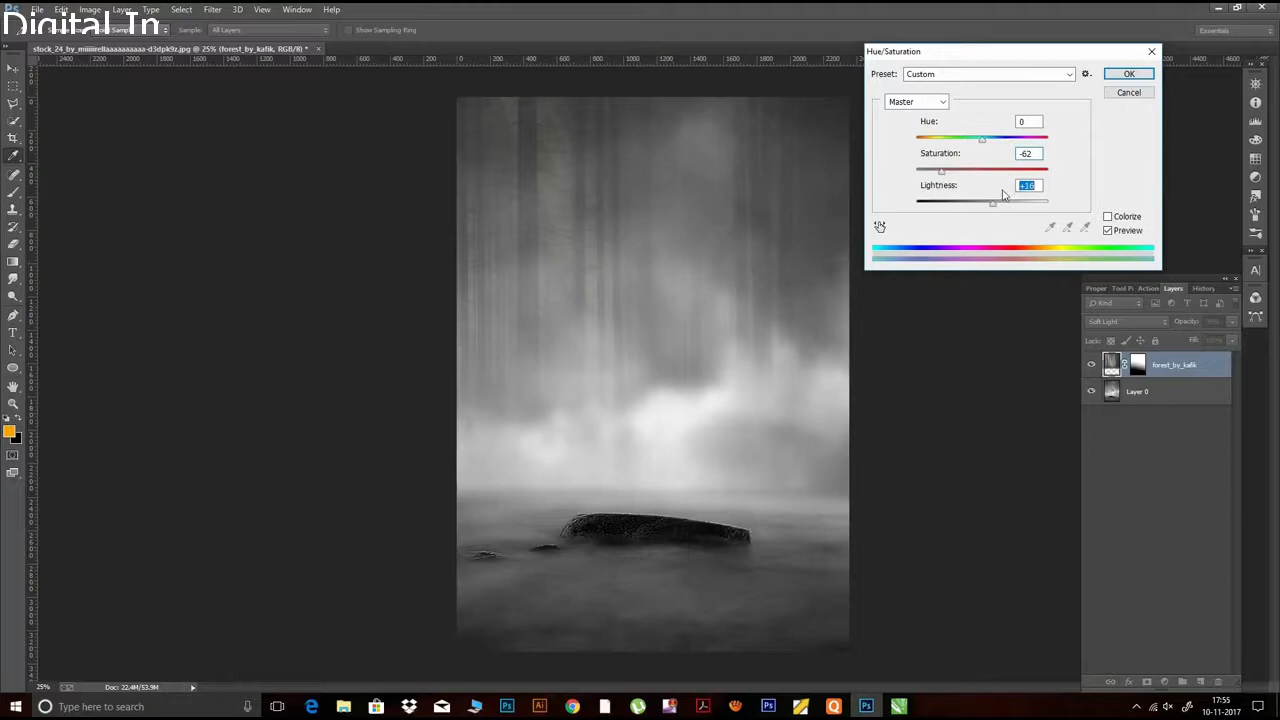 Digital In
File Edit Image Layer Type Select Filter 3D View Window
Sample: All Layers Show Sampling Ring
Essentials
stock_24_by_miiiiirellaaaaaaaaaa-d3dpk9z.jpg @ 25% (forest_by_kafik, RGB/8) *
Hue/Saturation
Preset: Custom
OK
Cancel
Master
Hue: 0
Saturation: -62
Lightness: +16
Colorize
Preview
Proper Tool Pr Action Layers History
Kind
Soft Light Opacity:
Lock: Fill:
forest_by_kafik
Layer 0
25% Doc: 22.4M/53.9M
Type here to search
17:55
10-11-2017